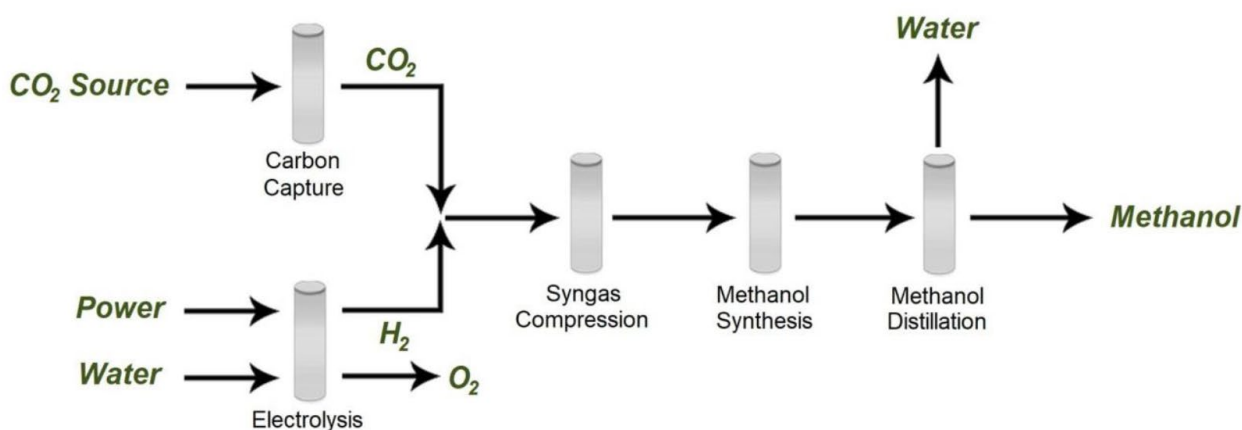 Water
CO₂ Source
CO₂
Carbon
Capture
Methanol
Syngas
Compression
Methanol
Synthesis
Methanol
Distillation
Power
H₂
Water
O₂
Electrolysis